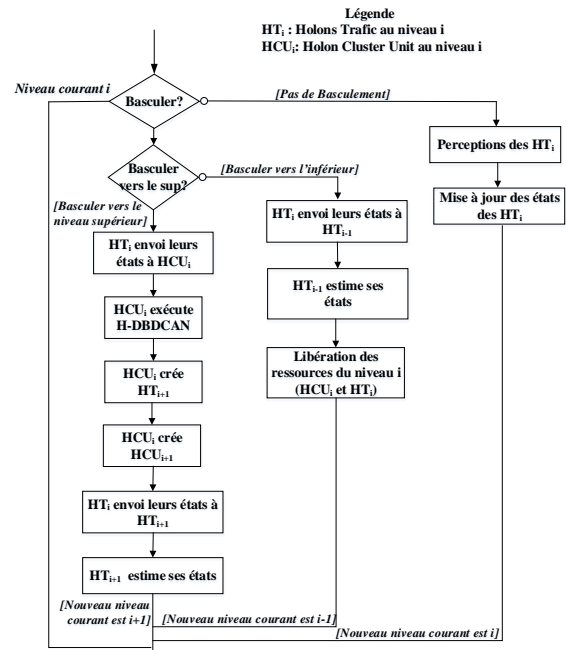 Légende
HTi : Holons Trafic au niveau i
HCUi: Holon Cluster Unit au niveau i
Niveau courant i
Basculer?
[Pas de Basculement]
Perceptions des HTi
Mise à jour des états
des HTi
Basculer
vers le sup?
[Basculer vers l'inférieur]
[Basculer vers le
niveau supérieur]
HTi envoi leurs états à
HTi-1
HTi envoi leurs
états à HCUi
HTi-1 estime ses
états
HCUi exécute
H-DBDCAN
Libération des
ressources du niveau i
(HCUi et HTi)
HCUi crée
HTi+1
HCUi crée
HCUi+1
HTi envoi leurs états à
HTi+1
HTi+1 estime ses états
[Nouveau niveau
courant est i+1]
[Nouveau niveau courant est i-1]
[Nouveau niveau courant est i]